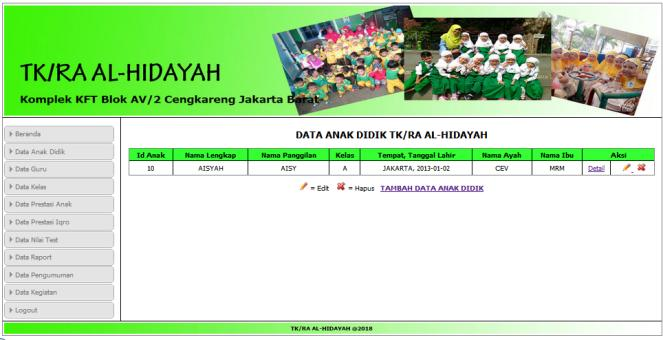 TK/RA AL-HIDAYAH
Komplek KFT Blok AV/2 Cengkareng Jakarta Barat
Beranda
Data Anak Didik
Data Guru
Data Kelas
Data Prestasi Anak
Data Prestasi Iqro
Data Nilai Test
Data Raport
Data Pengumuman
Data Kegiatan
Logout
DATA ANAK DIDIK TK/RA AL-HIDAYAH
Id Anak Nama Lengkap Nama Panggilan Kelas Tempat, Tanggal Lahir Nama Ayah Nama Ibu Aksi
10 AISYAH AISY A JAKARTA, 2013-01-02 CEV MRM Detail
= Edit = Hapus TAMBAH DATA ANAK DIDIK
TK/RA AL-HIDAYAH @2018